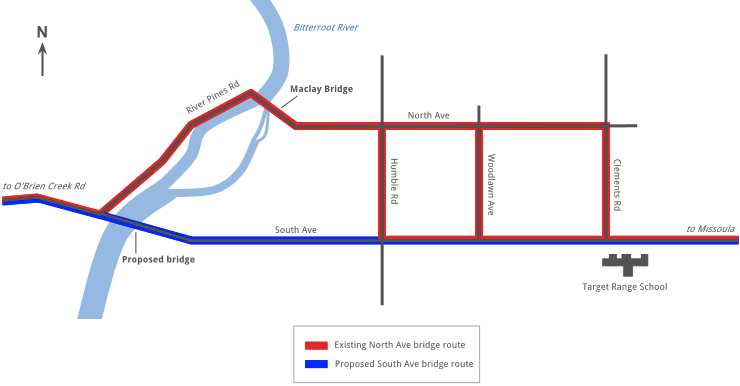 N
Bitterroot River
River Pines Rd
Maclay Bridge
North Ave
to O'Brien Creek Rd
Humble Rd
Woodlawn Ave
Clements Rd
South Ave
to Missoula
Proposed bridge
Target Range School
Existing North Ave bridge route
Proposed South Ave bridge route